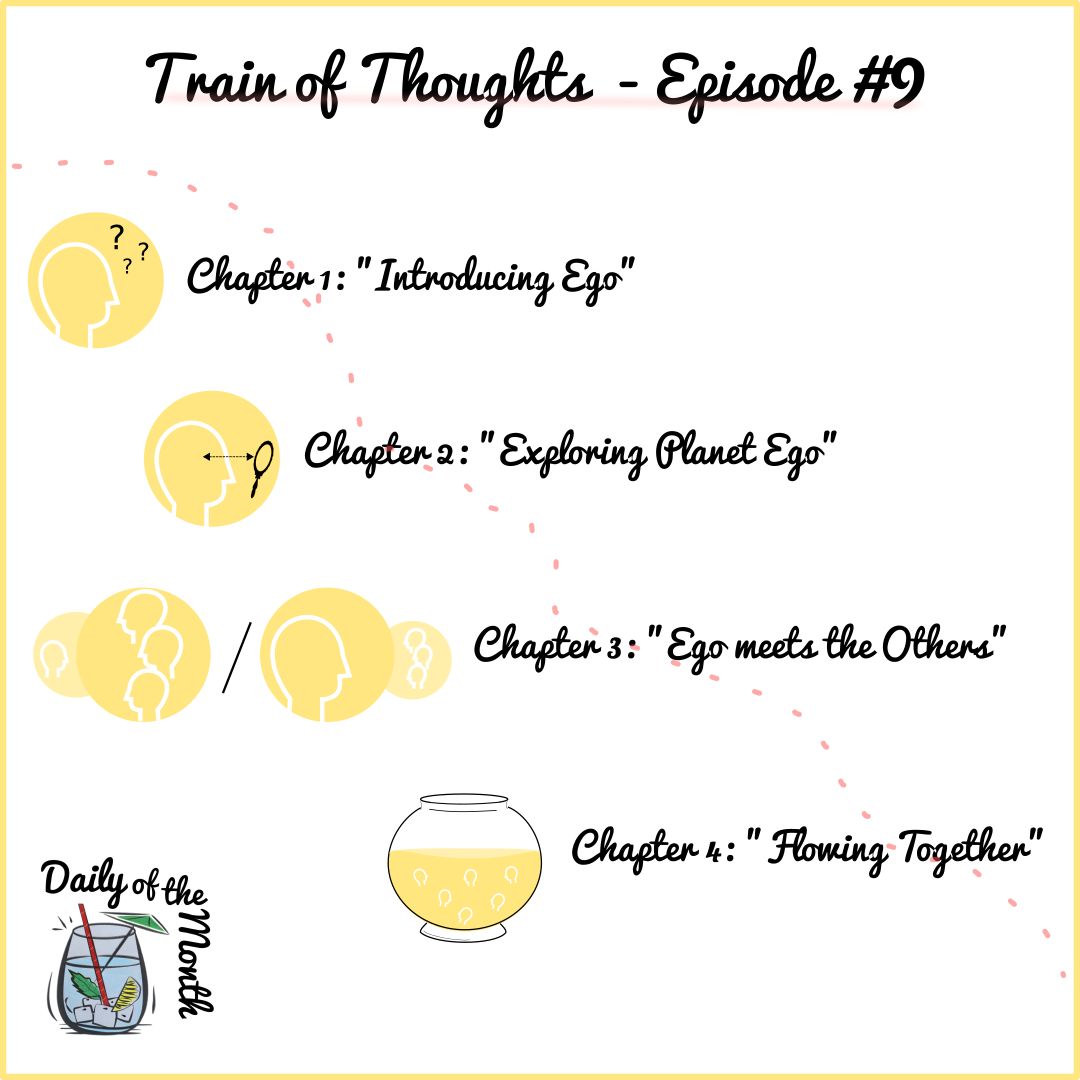 Train of Thoughts - Episode #9
? ? ?
Chapter 1: "Introducing Ego"
Chapter 2: "Exploring Planet Ego"
/
Chapter 3: "Ego meets the Others"
Chapter 4: "Flowing Together"
Daily of the
Month